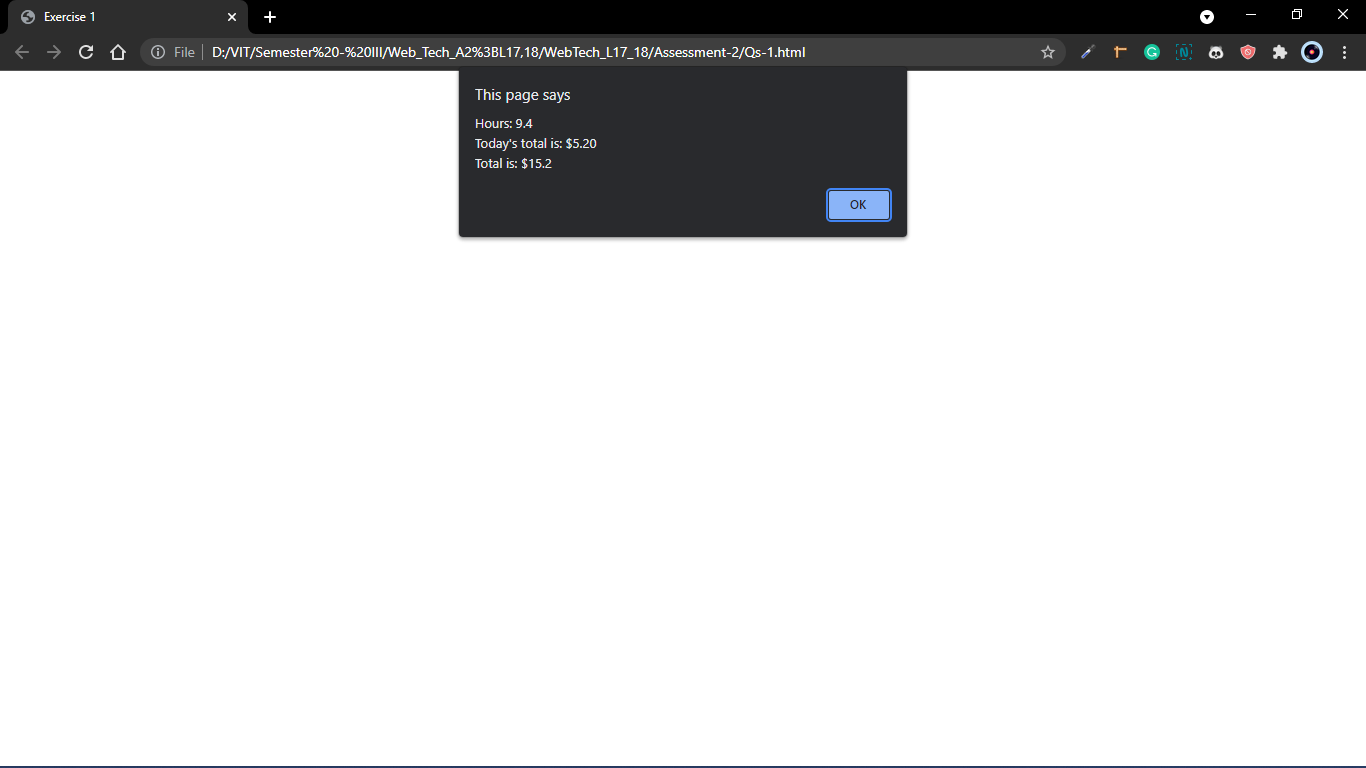 Exercise 1
File D:/VIT/Semester%20-%20III/Web_Tech_A2%3BL17,18/WebTech_L17_18/Assessment-2/Qs-1.html
This page says
Hours: 9.4
Today's total is: $5.20
Total is: $15.2
OK